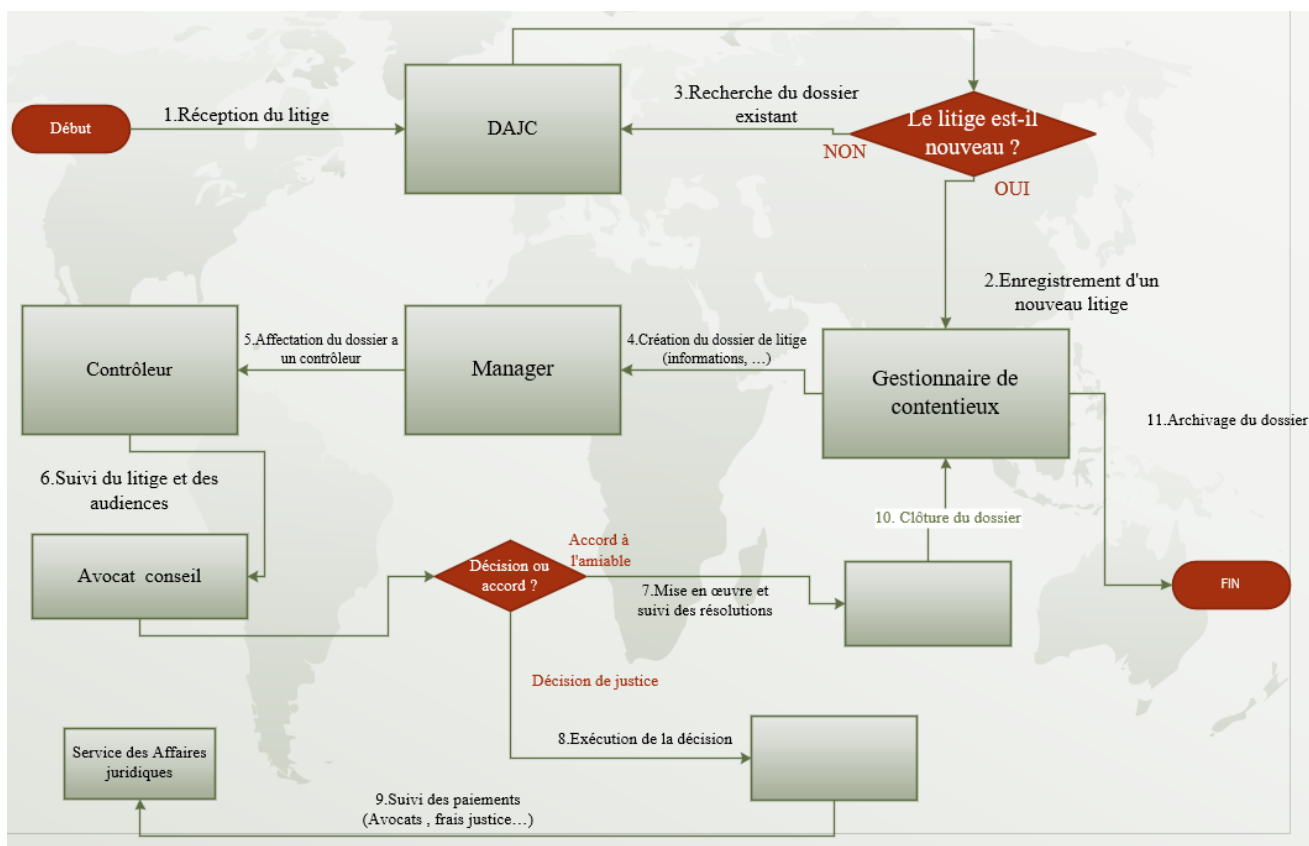 Début
1.Réception du litige
DAJC
3.Recherche du dossier
existant
Le litige est-il
nouveau ?
NON
OUI
2.Enregistrement d'un
nouveau litige
Contrôleur
5.Affectation du dossier a
un contrôleur
Manager
4.Création du dossier de litige
(informations, …)
Gestionnaire de
contentieux
11.Archivage du dossier
6.Suivi du litige et des
audiences
10. Clôture du dossier
Avocat conseil
Décision ou
accord ?
Accord à
l'amiable
7.Mise en œuvre et
suivi des résolutions
FIN
Décision de justice
8.Exécution de la décision
Service des Affaires
juridiques
9.Suivi des paiements
(Avocats , frais justice…)